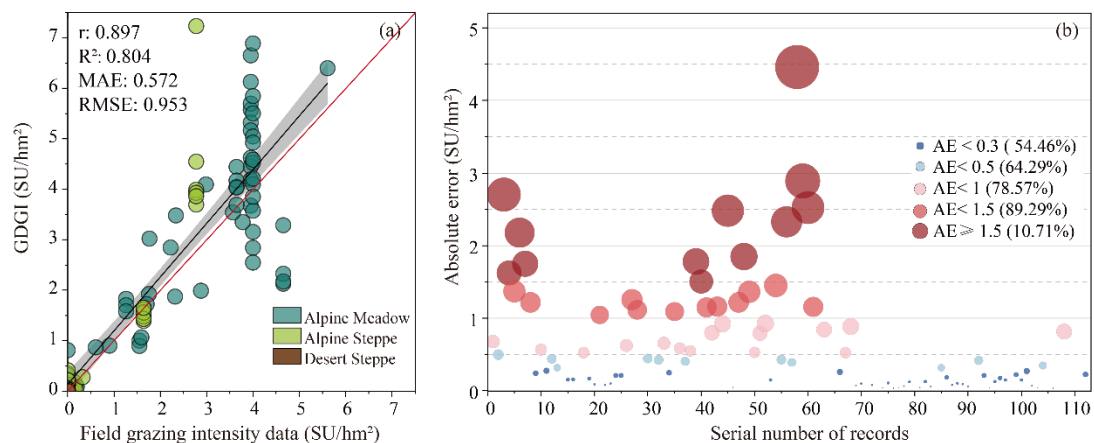 (a)
r: 0.897
R²: 0.804
MAE: 0.572
RMSE: 0.953
7
6
5
4
3
2
1
0
GDGI (SU/hm²)
Alpine Meadow
Alpine Steppe
Desert Steppe
0 1 2 3 4 5 6 7
Field grazing intensity data (SU/hm²)
(b)
5
4
3
2
1
0
Absolute error (SU/hm²)
AE < 0.3 ( 54.46%)
AE< 0.5 (64.29%)
AE< 1 (78.57%)
AE< 1.5 (89.29%)
AE ⩾ 1.5 (10.71%)
0 10 20 30 40 50 60 70 80 90 100 110
Serial number of records